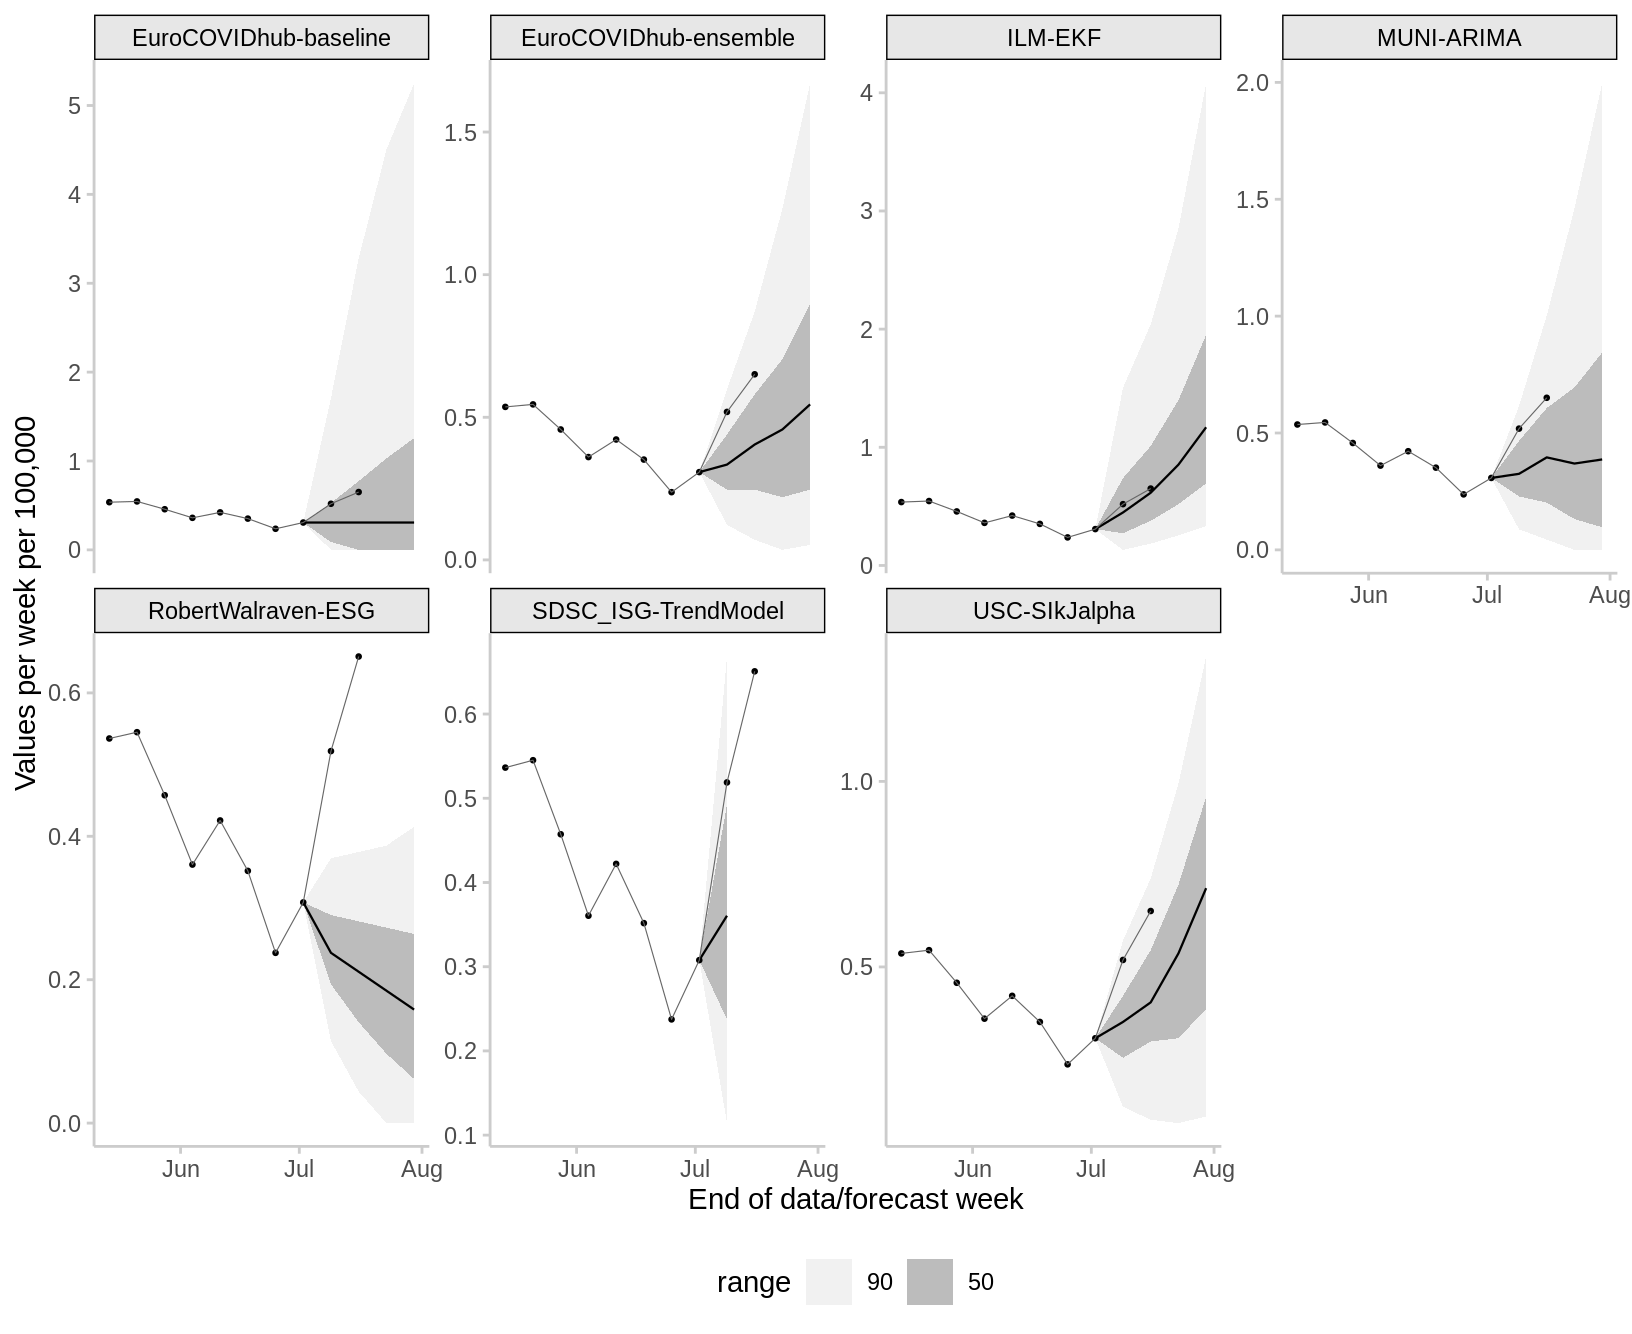 EuroCOVIDhub-baseline
EuroCOVIDhub-ensemble
ILM-EKF
MUNI-ARIMA
5
4
3
2
1
0
1.5
1.0
0.5
0.0
4
3
2
1
0
2.0
1.5
1.0
0.5
0.0
Jun Jul Aug
Values per week per 100,000
RobertWalraven-ESG
SDSC_ISG-TrendModel
USC-SIkJalpha
0.6
0.4
0.2
0.0
Jun Jul Aug
0.6
0.5
0.4
0.3
0.2
0.1
Jun Jul Aug
1.0
0.5
Jun Jul Aug
End of data/forecast week
range 90 50